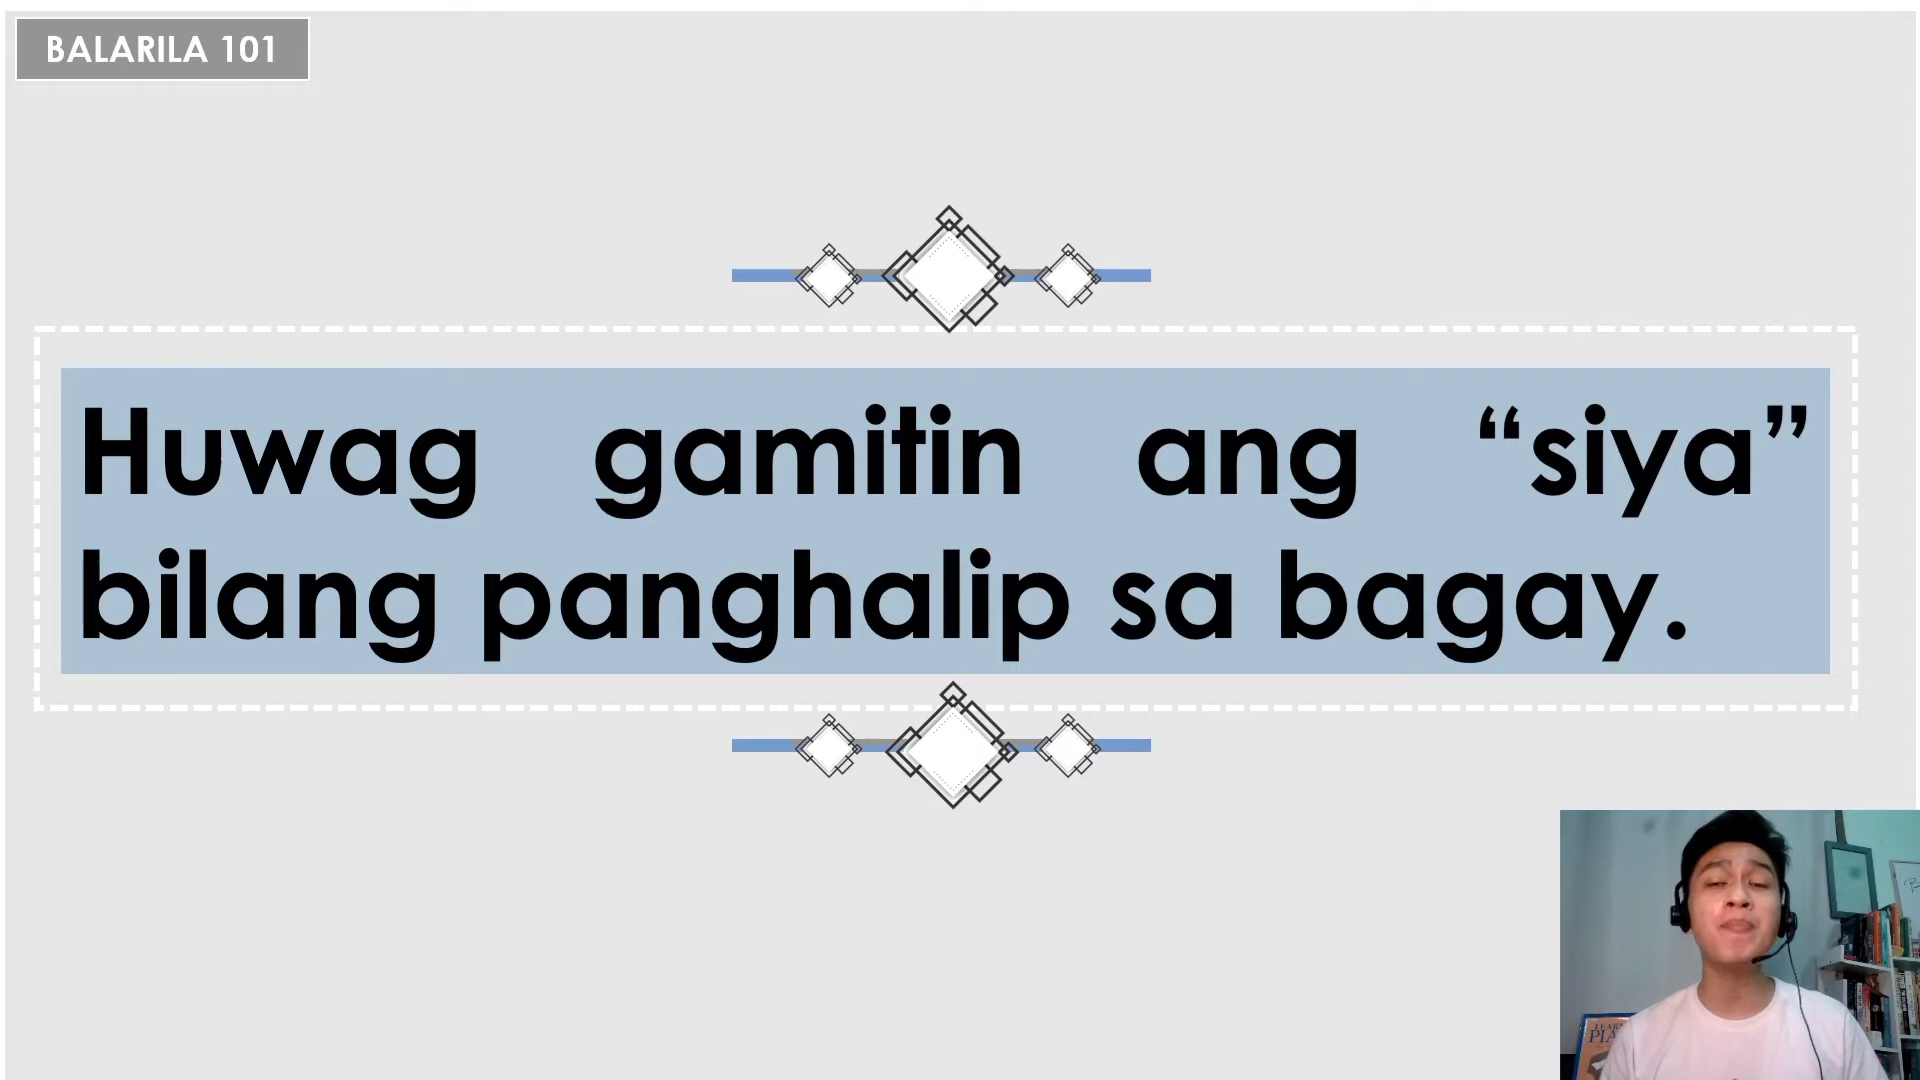 BALARILA 101
Huwag gamitin ang “siya”
bilang panghalip sa bagay.